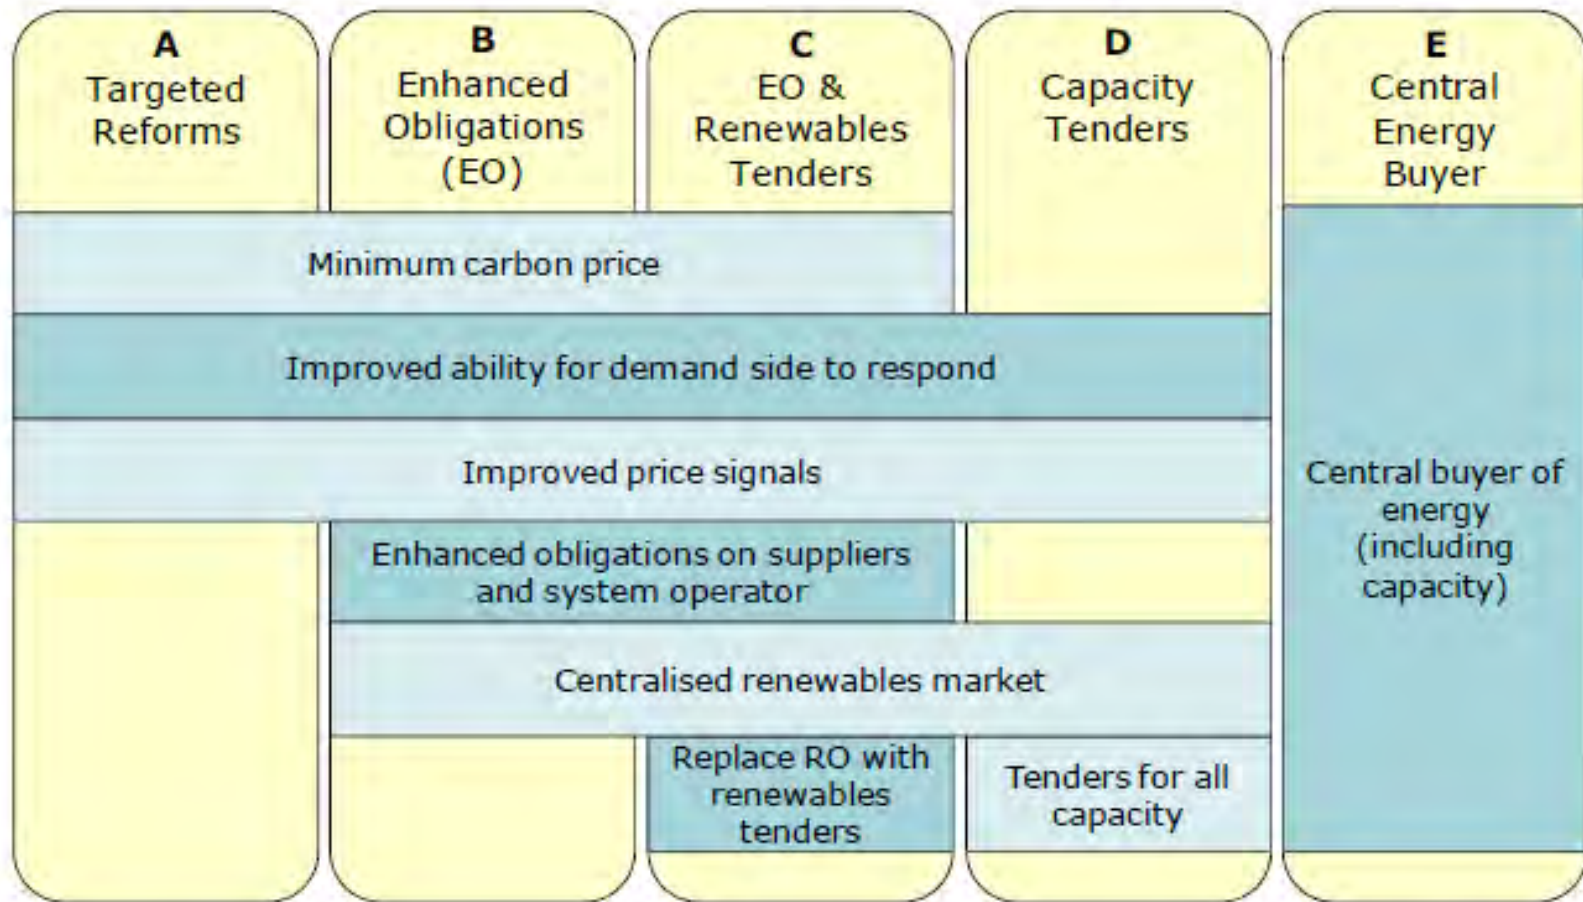 A
Targeted
Reforms
B
Enhanced
Obligations
(EO)
C
EO &
Renewables
Tenders
D
Capacity
Tenders
E
Central
Energy
Buyer
Minimum carbon price
Improved ability for demand side to respond
Improved price signals
Enhanced obligations on suppliers
and system operator
Centralised renewables market
Replace RO with
renewables
tenders
Tenders for all
capacity
Central buyer of
energy
(including
capacity)